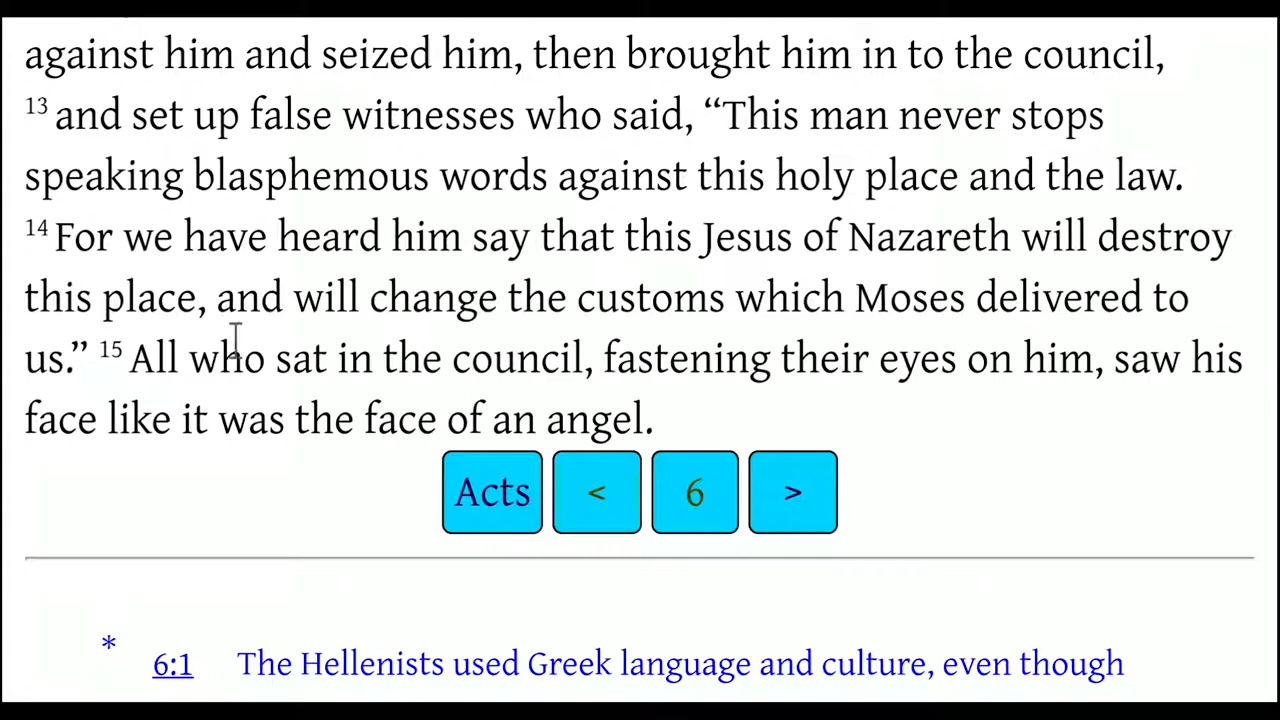 against him and seized him, then brought him in to the council,
13 and set up false witnesses who said, “This man never stops
speaking blasphemous words against this holy place and the law.
14 For we have heard him say that this Jesus of Nazareth will destroy
this place, and will change the customs which Moses delivered to
us.” 15 All who sat in the council, fastening their eyes on him, saw his
face like it was the face of an angel.
Acts < 6 >
* 6:1 The Hellenists used Greek language and culture, even though